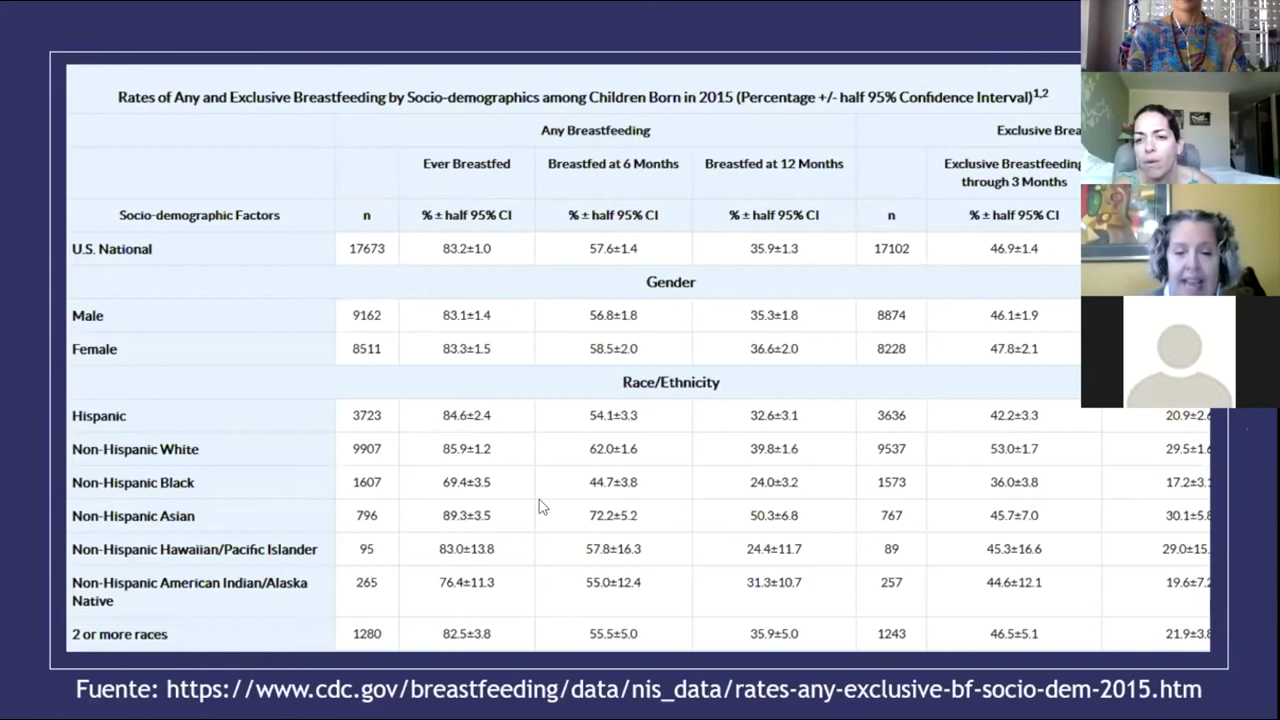 Rates of Any and Exclusive Breastfeeding by Socio-demographics among Children Born in 2015 (Percentage +/- half 95% Confidence Interval)1,2
Any Breastfeeding
Exclusive
Ever Breastfed Breastfed at 6 Months Breastfed at 12 Months Exclusive Breastfeeding
through 3 Months
Socio-demographic Factors n % ± half 95% CI % ± half 95% CI % ± half 95% CI n % ± half 95% CI
U.S. National 17673 83.2±1.0 57.6±1.4 35.9±1.3 17102 46.9±1.4
Gender
Male 9162 83.1±1.4 56.8±1.8 35.3±1.8 8874 46.1±1.9
Female 8511 83.3±1.5 58.5±2.0 36.6±2.0 8228 47.8±2.1
Race/Ethnicity
Hispanic 3723 84.6±2.4 54.1±3.3 32.6±3.1 3636 42.2±3.3 20.9±2.6
Non-Hispanic White 9907 85.9±1.2 62.0±1.6 39.8±1.6 9537 53.0±1.7 29.5±1.6
Non-Hispanic Black 1607 69.4±3.5 44.7±3.8 24.0±3.2 1573 36.0±3.8 17.2±3.1
Non-Hispanic Asian 796 89.3±3.5 72.2±5.2 50.3±6.8 767 45.7±7.0 30.1±5.8
Non-Hispanic Hawaiian/Pacific Islander 95 83.0±13.8 57.8±16.3 24.4±11.7 89 45.3±16.6 29.0±15.
Non-Hispanic American Indian/Alaska 265 76.4±11.3 55.0±12.4 31.3±10.7 257 44.6±12.1 19.6±7.2
Native
2 or more races 1280 82.5±3.8 55.5±5.0 35.9±5.0 1243 46.5±5.1 21.9±3.8
Fuente: https://www.cdc.gov/breastfeeding/data/nis_data/rates-any-exclusive-bf-socio-dem-2015.htm